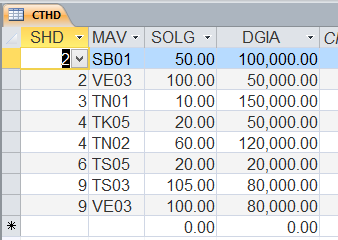 CTHD
SHD MAV SOLG DGIA
2 SB01 50.00 100,000.00
2 VE03 100.00 50,000.00
3 TN01 10.00 150,000.00
4 TK05 20.00 50,000.00
4 TN02 60.00 120,000.00
6 TS05 20.00 20,000.00
9 TS03 105.00 80,000.00
9 VE03 100.00 80,000.00
* 0.00 0.00